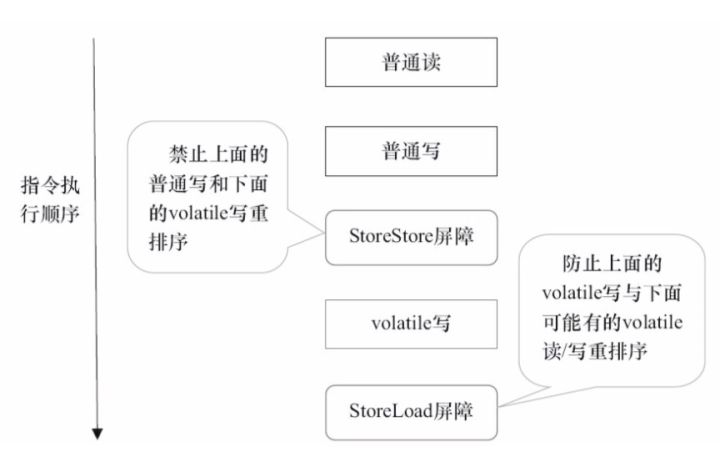 普通读
普通写
禁止上面的
普通写和下面
的volatile写重
排序
指令执
行顺序
StoreStore屏障
防止上面的
volatile写与下面
可能有的volatile
读/写重排序
volatile写
StoreLoad屏障